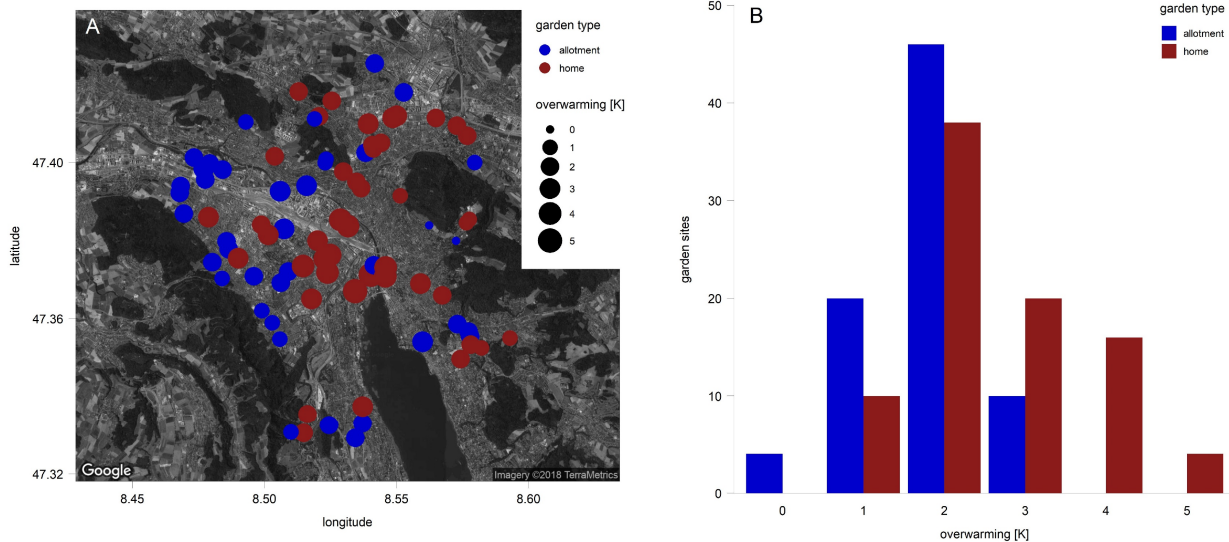 A
garden type
allotment
home
overwarming [K]
0
1
2
3
4
5
47.40
47.36
47.32
latitude
Google
Imagery ©2018 TerraMetrics
8.45
8.50
8.55
8.60
longitude
B
garden type
allotment
home
50
40
30
20
10
0
garden sites
0
1
2
3
4
5
overwarming [K]